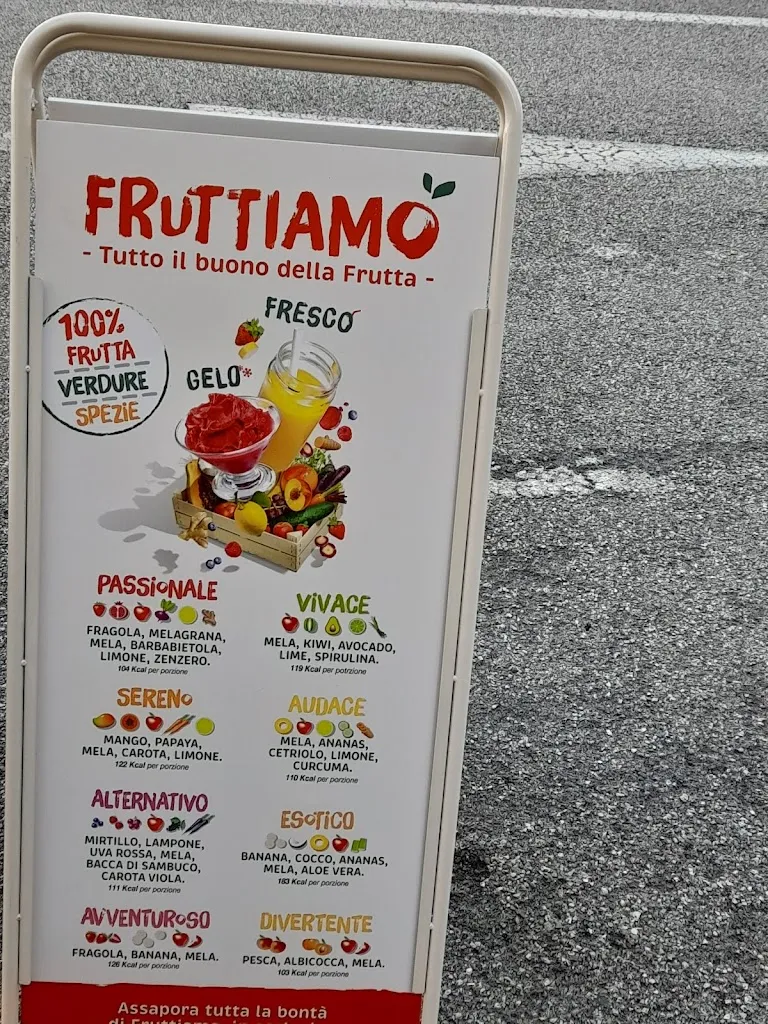 FRUTTIAMO
- Tutto il buono della Frutta -
100%
FRUTTA
VERDURE
SPEZIE
FRESCO
GELO*
PASSIONALE
FRAGOLA, MELAGRANA,
MELA, BARBABIETOLA,
LIMONE, ZENZERO.
104 Kcal per porzione
VIVACE
MELA, KIWI, AVOCADO,
LIME, SPIRULINA.
119 Kcal per potrzione
SERENO
MANGO, PAPAYA,
MELA, CAROTA, LIMONE.
122 Kcal per porzione
AUDACE
MELA, ANANAS,
CETRIOLO, LIMONE,
CURCUMA.
110 Kcal per porzione
ALTERNATIVO
MIRTILLO, LAMPONE,
UVA ROSSA, MELA,
BACCA DI SAMBUCO,
CAROTA VIOLA.
111 Kcal per porzione
ESOTICO
BANANA, COCCO, ANANAS,
MELA, ALOE VERA.
183 Kcal per porzione
AVVENTUROSO
FRAGOLA, BANANA, MELA.
126 Kcal per porzione
DIVERTENTE
PESCA, ALBICOCCA, MELA.
103 Kcal per porzione
Assapora tutta la bontà
di Fruttiamo